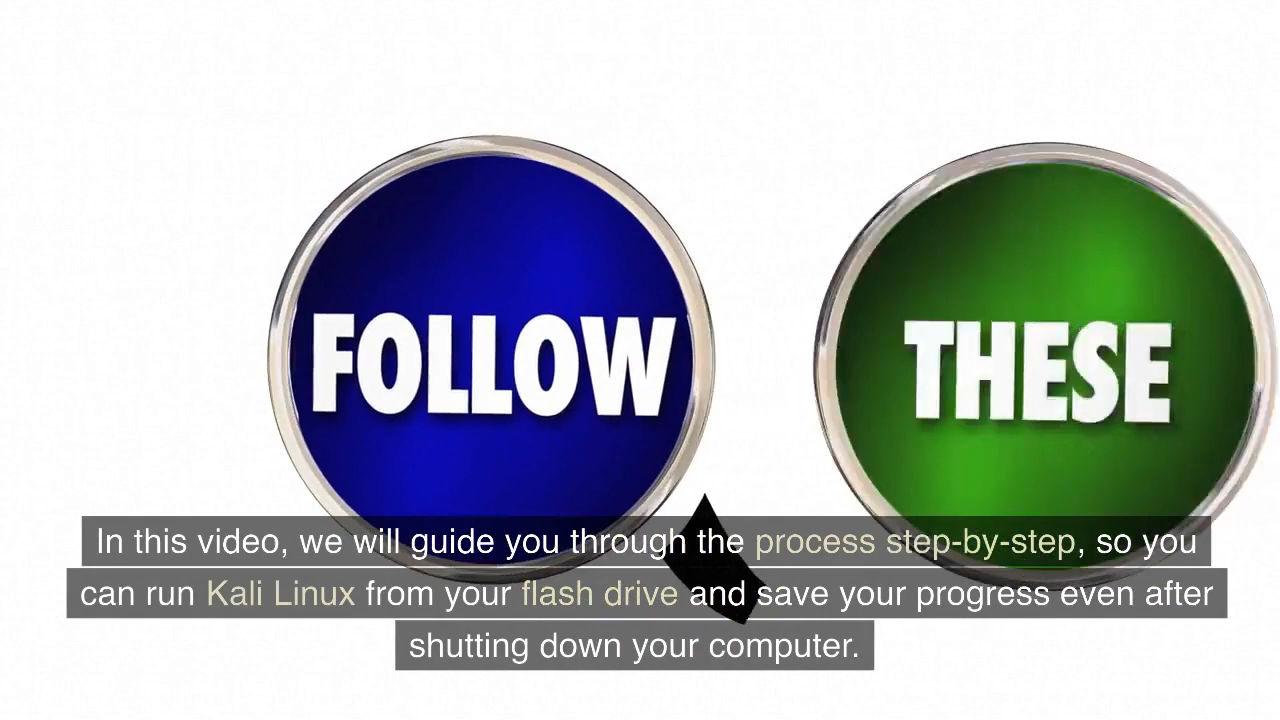 FOLLOW
THESE
In this video, we will guide you through the process step-by-step, so you
can run Kali Linux from your flash drive and save your progress even after
shutting down your computer.